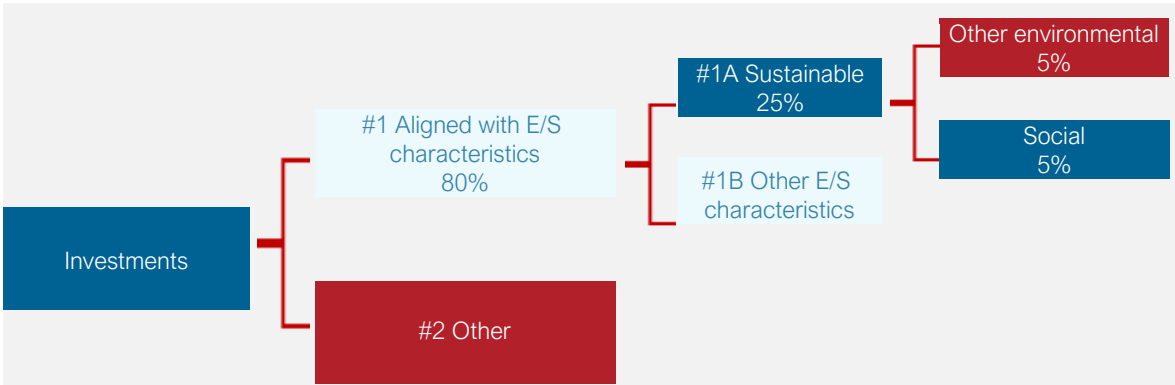 Investments
#1 Aligned with E/S
characteristics
80%
#2 Other
#1A Sustainable
25%
#1B Other E/S
characteristics
Other environmental
5%
Social
5%